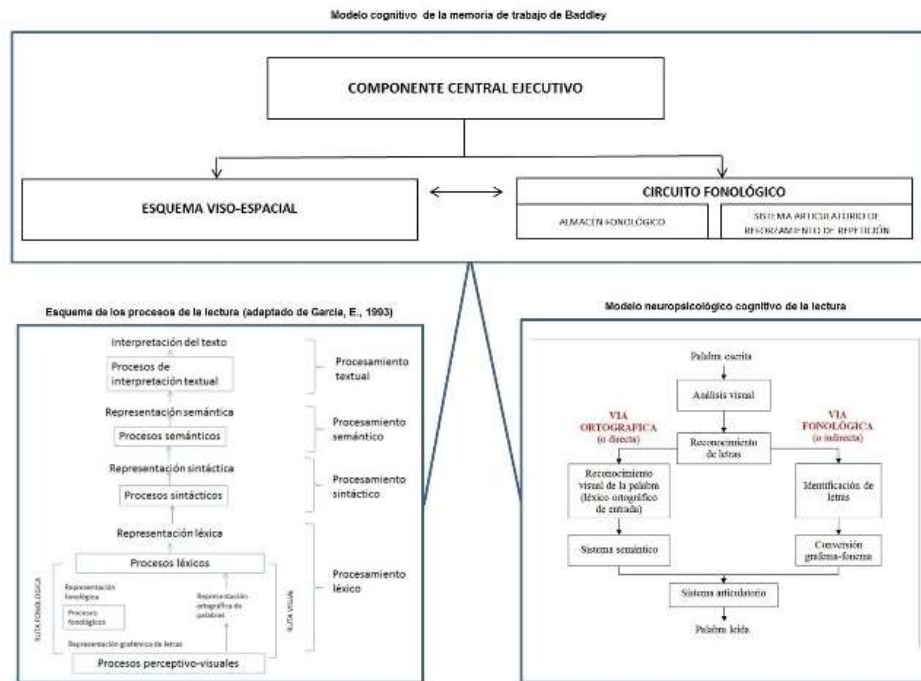 Modelo cognitivo de la memoria de trabajo de Baddley
COMPONENTE CENTRAL EJECUTIVO
ESQUEMA VISO-ESPACIAL
CIRCUITO FONOLÓGICO
ALMACÉN FONOLÓGICO
SISTEMA ARTICULATORIO DE
REFORZAMIENTO DE REPETICIÓN
Esquema de los procesos de la lectura (adaptado de García, E., 1993)
Interpretación del texto
Procesos de
interpretación textual
Procesamiento
textual
Representación semántica
Procesos semánticos
Procesamiento
semántico
Representación sintáctica
Procesos sintácticos
Procesamiento
sintáctico
Representación léxica
Procesos léxicos
Procesamiento
léxico
RUTA FONOLÓGICA
Representación
fonológica
Procesos
fonológicos
Representación
ortográfica de
palabras
RUTA VISUAL
Representación grafémica de letras
Procesos perceptivo-visuales
Modelo neuropsicológico cognitivo de la lectura
Palabra escrita
Análisis visual
VIA
ORTOGRAFICA
(o directa)
VIA
FONOLÓGICA
(o indirecta)
Reconocimiento
de letras
Reconocimiento
visual de la palabra
(léxico ortográfico
de entrada)
Identificación de
letras
Sistema semántico
Conversión
grafema-fonema
Sistema articulatorio
Palabra leída